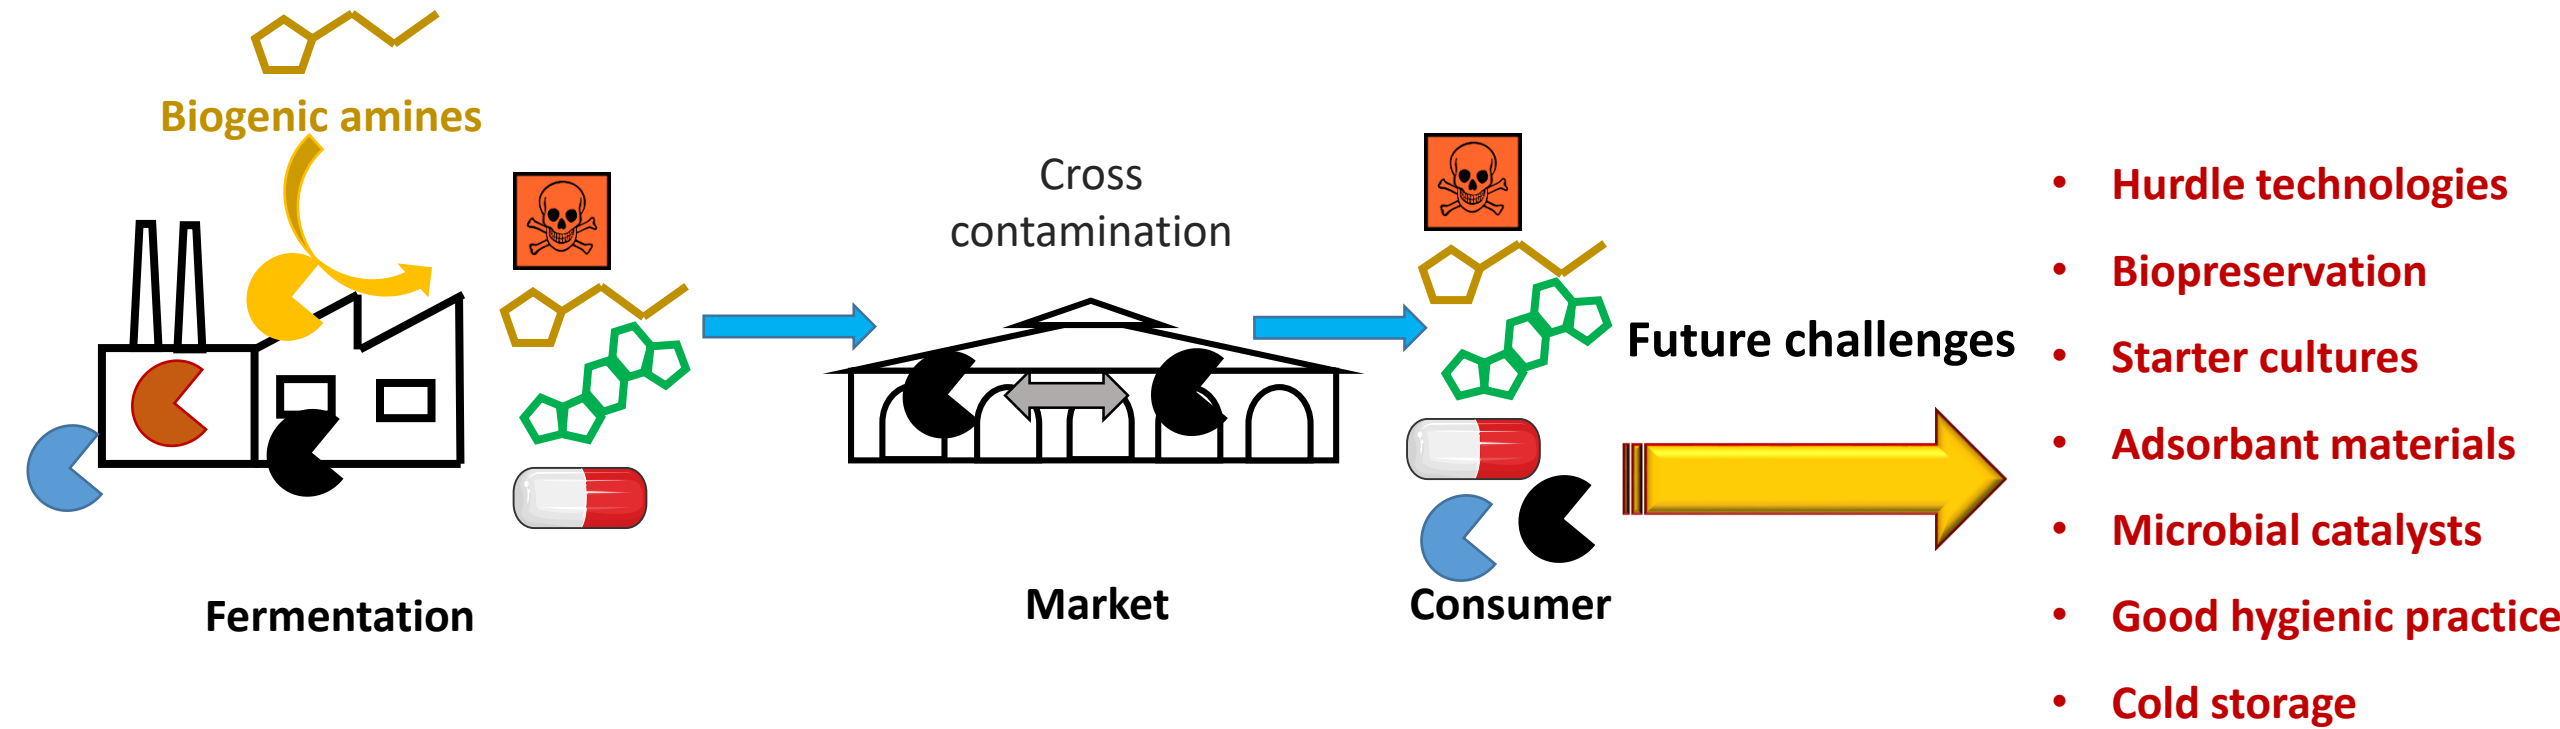 Biogenic amines
Fermentation
Cross
contamination
Market
Consumer
Future challenges
• Hurdle technologies
• Biopreservation
• Starter cultures
• Adsorbant materials
• Microbial catalysts
• Good hygienic practice
• Cold storage